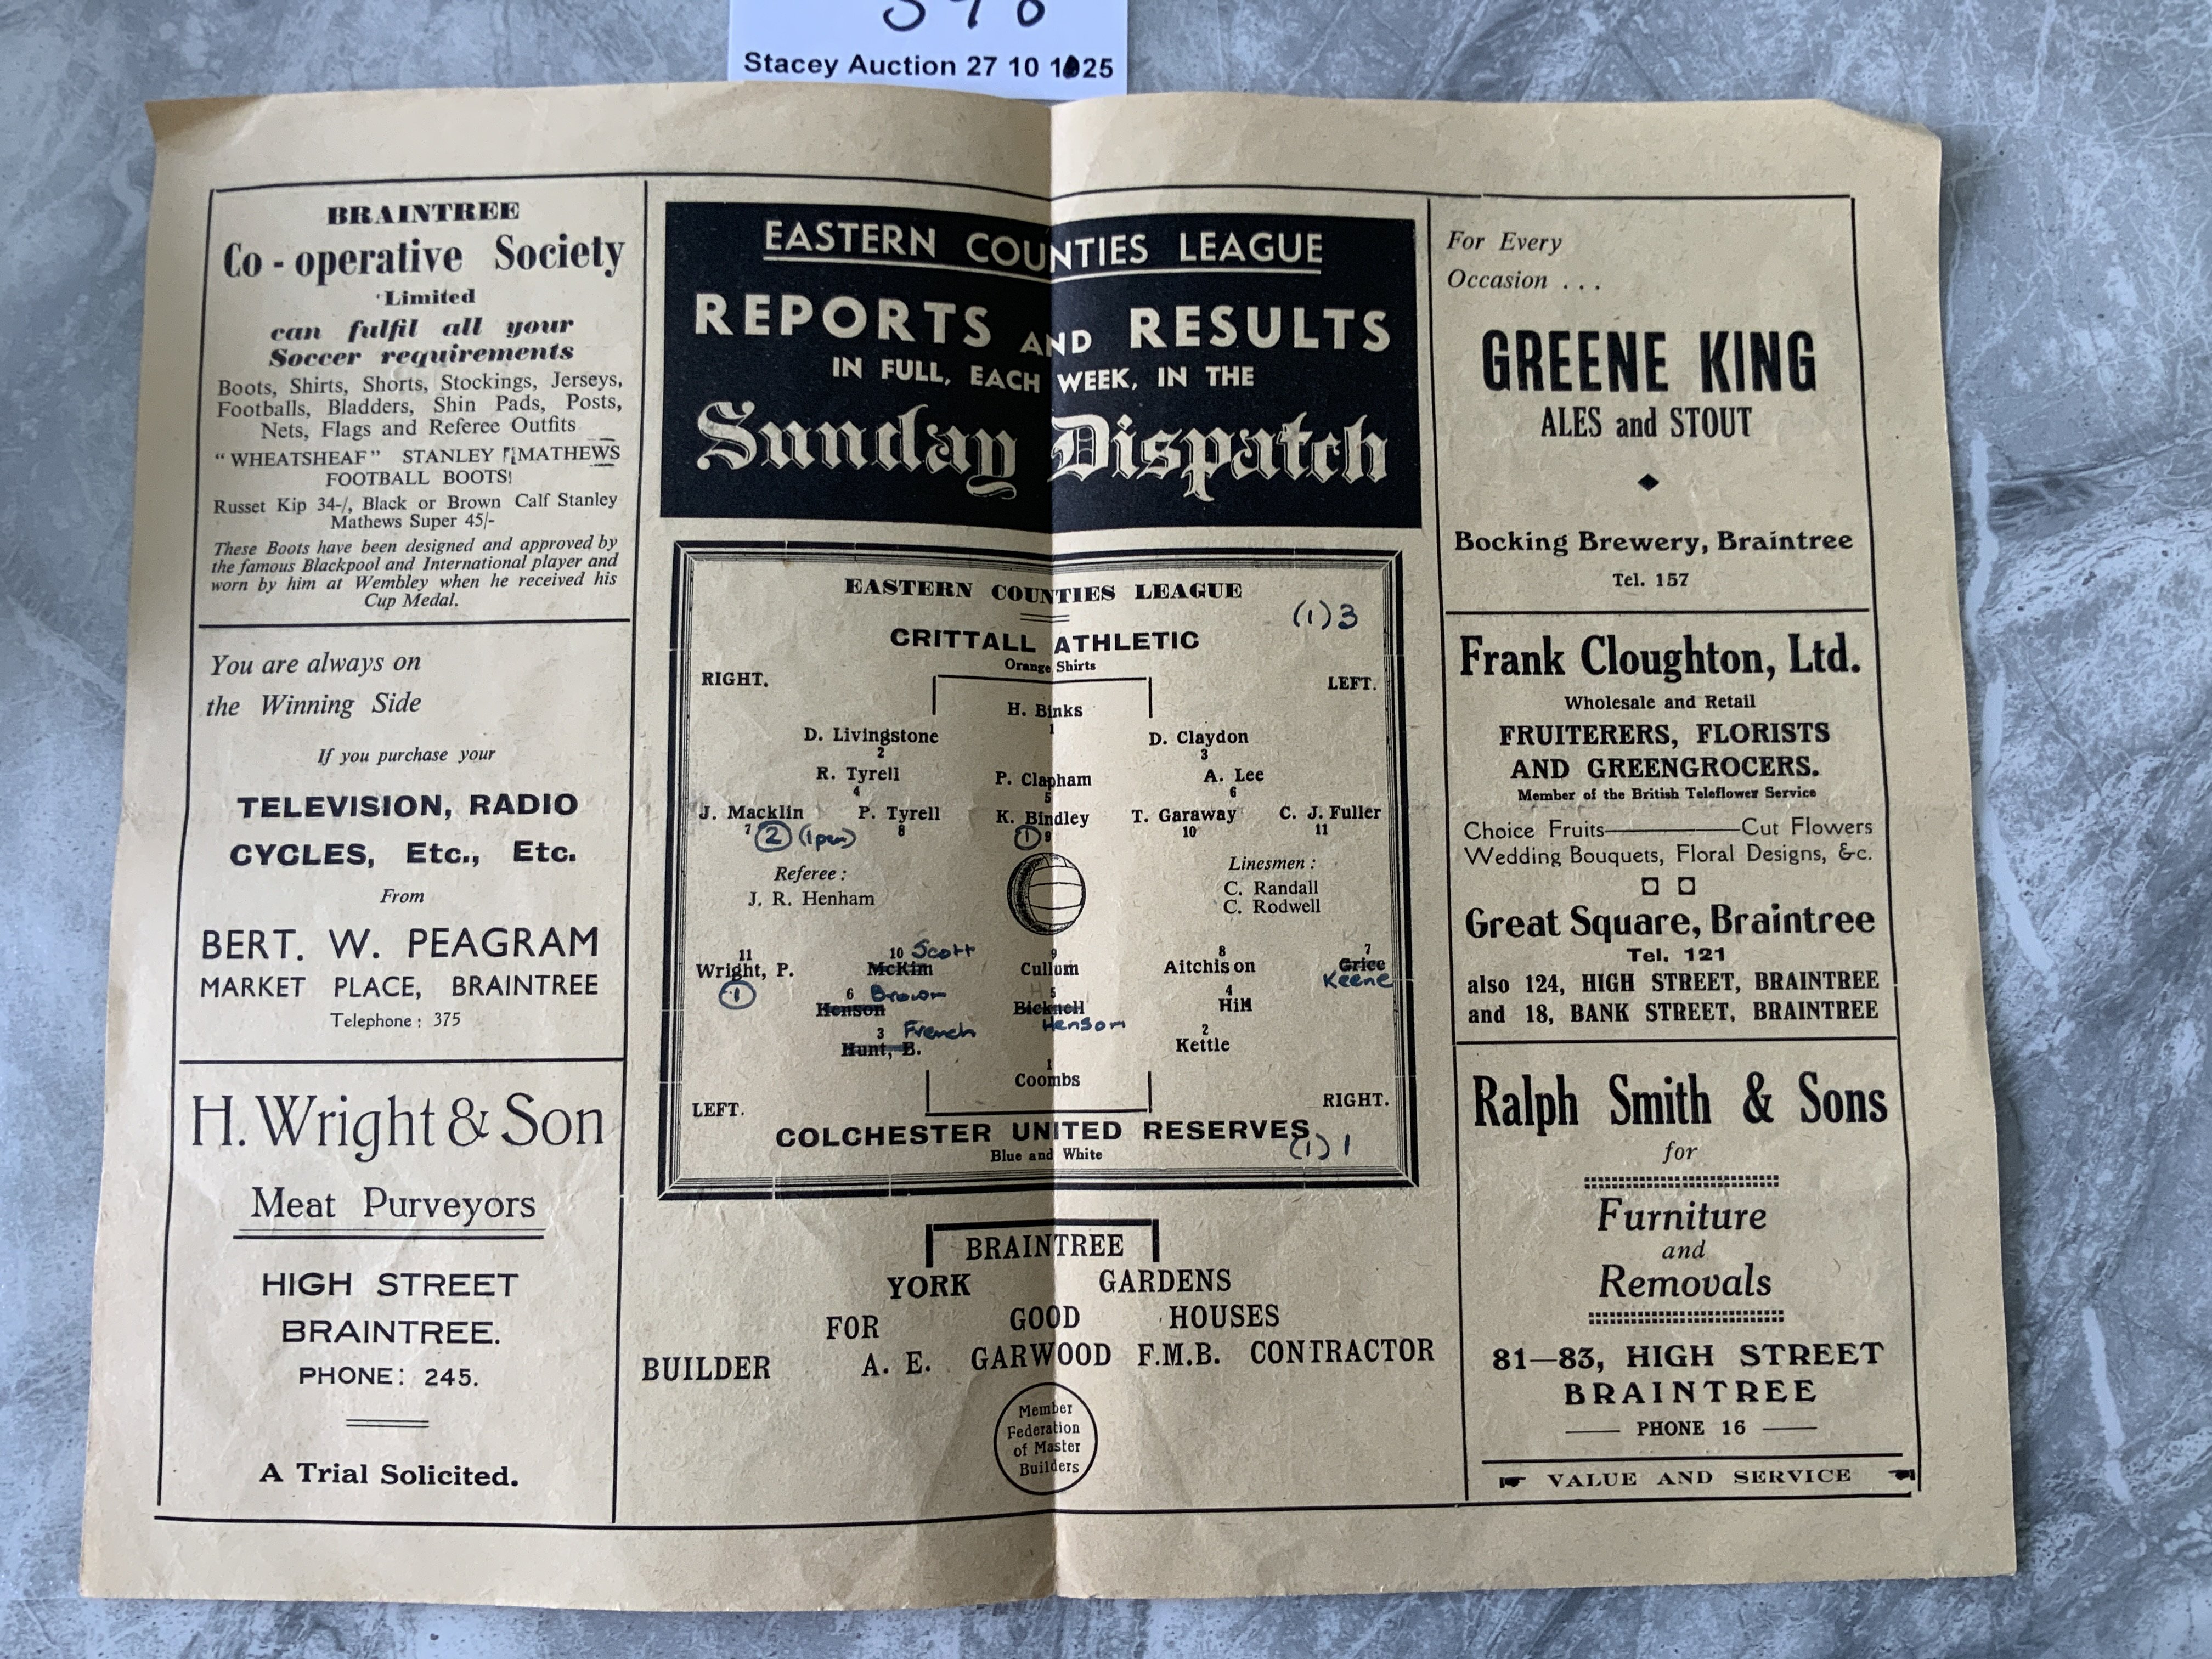 Stacey Auction 27 10 1025
BRAINTREE
Co-operative Society
Limited
can fulfil all your
Soccer requirements
Boots, Shirts, Shorts, Stockings, Jerseys,
Footballs, Bladders, Shin Pads, Posts,
Nets, Flags and Referee Outfits
"WHEATSHEAF" STANLEY MATHEWS
FOOTBALL BOOTS!
Russet Kip 34-/, Black or Brown Calf Stanley
Mathews Super 45/-
These Boots have been designed and approved by
the famous Blackpool and International player and
worn by him at Wembley when he received his
Cup Medal.
You are always on
the Winning Side
If you purchase your
TELEVISION, RADIO
CYCLES, Etc., Etc.
From
BERT. W. PEAGRAM
MARKET PLACE, BRAINTREE
Telephone: 375
H. Wright & Son
Meat Purveyors
HIGH STREET
BRAINTREE.
PHONE: 245.
A Trial Solicited.
EASTERN COUNTIES LEAGUE
REPORTS AND RESULTS
IN FULL, EACH WEEK, IN THE
Sunday Dispatch
EASTERN COUNTIES LEAGUE
(1) 3
CRITTALL ATHLETIC
Orange Shirts
RIGHT. LEFT.
H. Binks
1
D. Livingstone D. Claydon
2 3
R. Tyrell P. Clapham A. Lee
4 5 6
J. Macklin P. Tyrell K. Bindley T. Garaway C. J. Fuller
7 8 9 10 11
2 (1pen) 1
Referee: Linesmen:
J. R. Henham C. Randall
C. Rodwell
11 10 Scott 9 8 7
Wright, P. McKim Cullum Aitchison Grice
1 Keene
6 Brown 5 4
Henson Bicknell Hill
Henson
3 French 2
Hunt, B. Kettle
1
Coombs
LEFT. RIGHT.
COLCHESTER UNITED RESERVES
(1) 1
Blue and White
BRAINTREE
YORK GARDENS
FOR GOOD HOUSES
BUILDER A. E. GARWOOD F.M.B. CONTRACTOR
Member
Federation
of Master
Builders
For Every
Occasion . . .
GREENE KING
ALES and STOUT
Bocking Brewery, Braintree
Tel. 157
Frank Cloughton, Ltd.
Wholesale and Retail
FRUITERERS, FLORISTS
AND GREENGROCERS.
Member of the British Teleflower Service
Choice Fruits————Cut Flowers
Wedding Bouquets, Floral Designs, &c.
Great Square, Braintree
Tel. 121
also 124, HIGH STREET, BRAINTREE
and 18, BANK STREET, BRAINTREE
Ralph Smith & Sons
for
Furniture
and
Removals
81—83, HIGH STREET
BRAINTREE
—— PHONE 16 ——
VALUE AND SERVICE